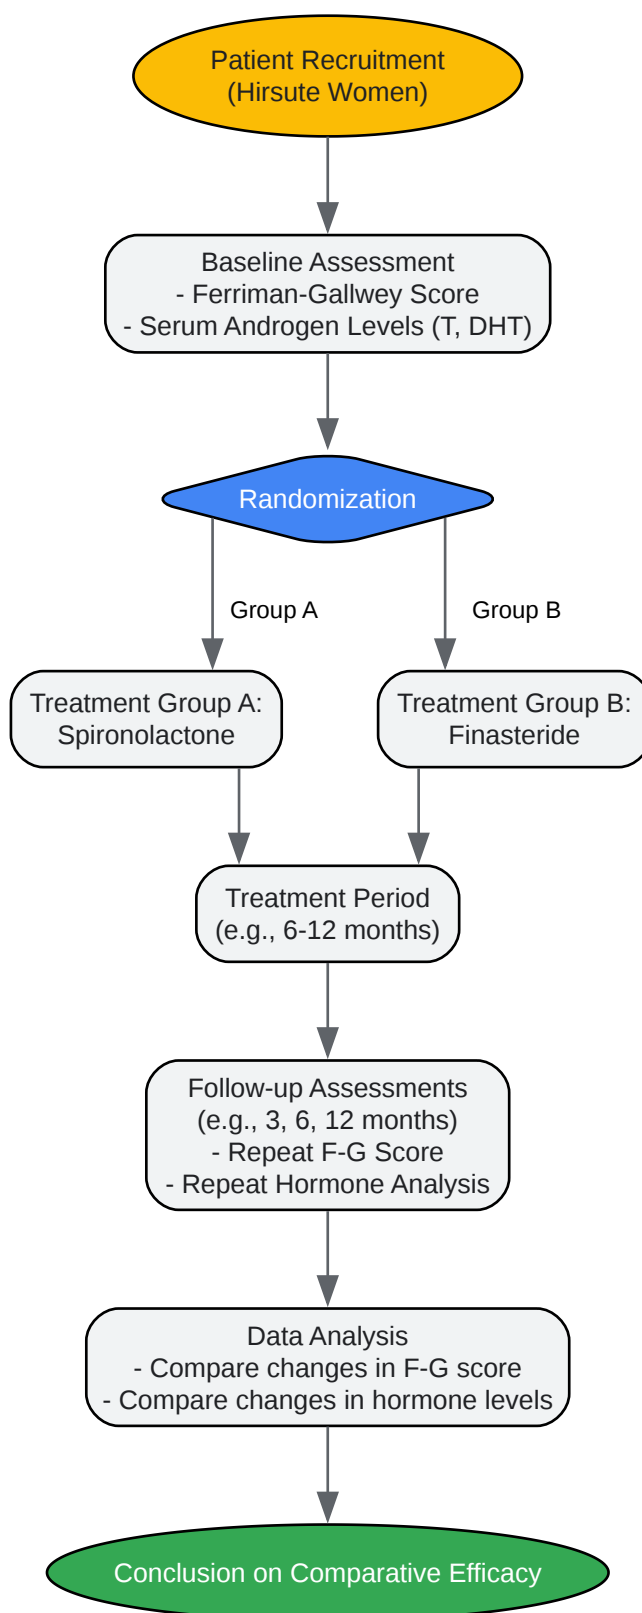 Patient Recruitment
(Hirsute Women)
Baseline Assessment
- Ferriman-Gallwey Score
- Serum Androgen Levels (T, DHT)
Randomization
Group A
Group B
Treatment Group A:
Spironolactone
Treatment Group B:
Finasteride
Treatment Period
(e.g., 6-12 months)
Follow-up Assessments
(e.g., 3, 6, 12 months)
- Repeat F-G Score
- Repeat Hormone Analysis
Data Analysis
- Compare changes in F-G score
- Compare changes in hormone levels
Conclusion on Comparative Efficacy